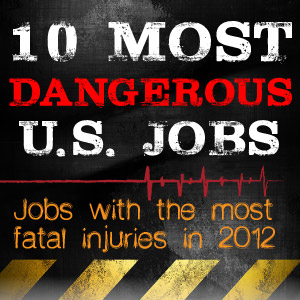 10 MOST
DANGEROUS
U.S. JOBS
Jobs with the most
fatal injuries in 2012